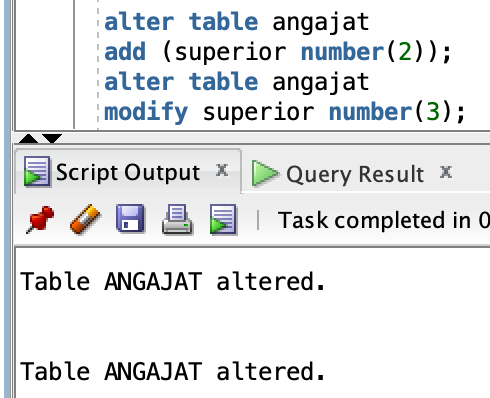 alter table angajat
add (superior number(2));
alter table angajat
modify superior number(3);
Script Output x Query Result x
Task completed in 0
Table ANGAJAT altered.
Table ANGAJAT altered.